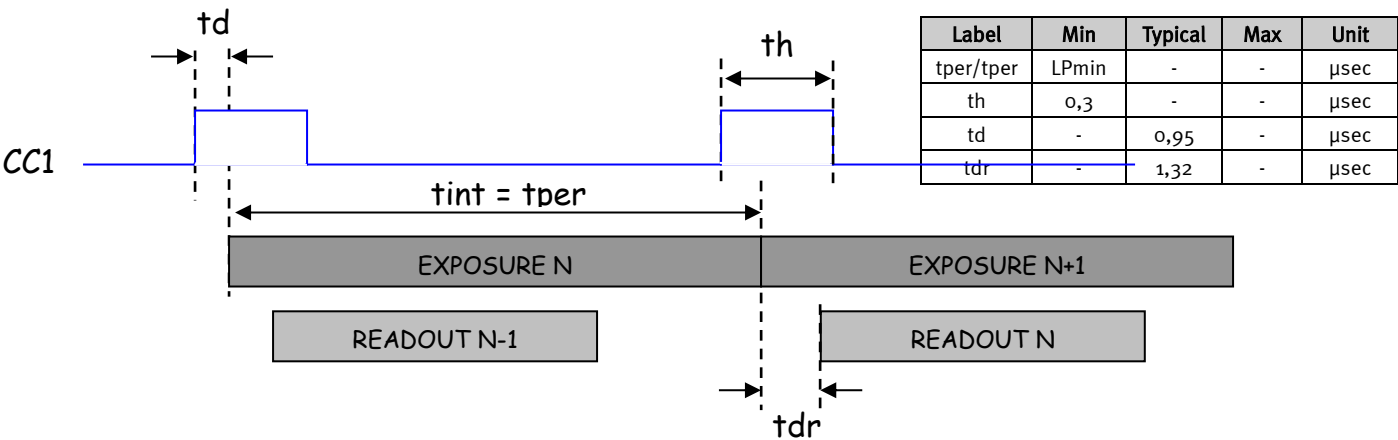 td
th
Label Min Typical Max Unit
tper/tper LPmin - - µsec
th 0,3 - - µsec
td - 0,95 - µsec
tdr - 1,32 - µsec
CC1
tint = tper
EXPOSURE N EXPOSURE N+1
READOUT N-1 READOUT N
tdr